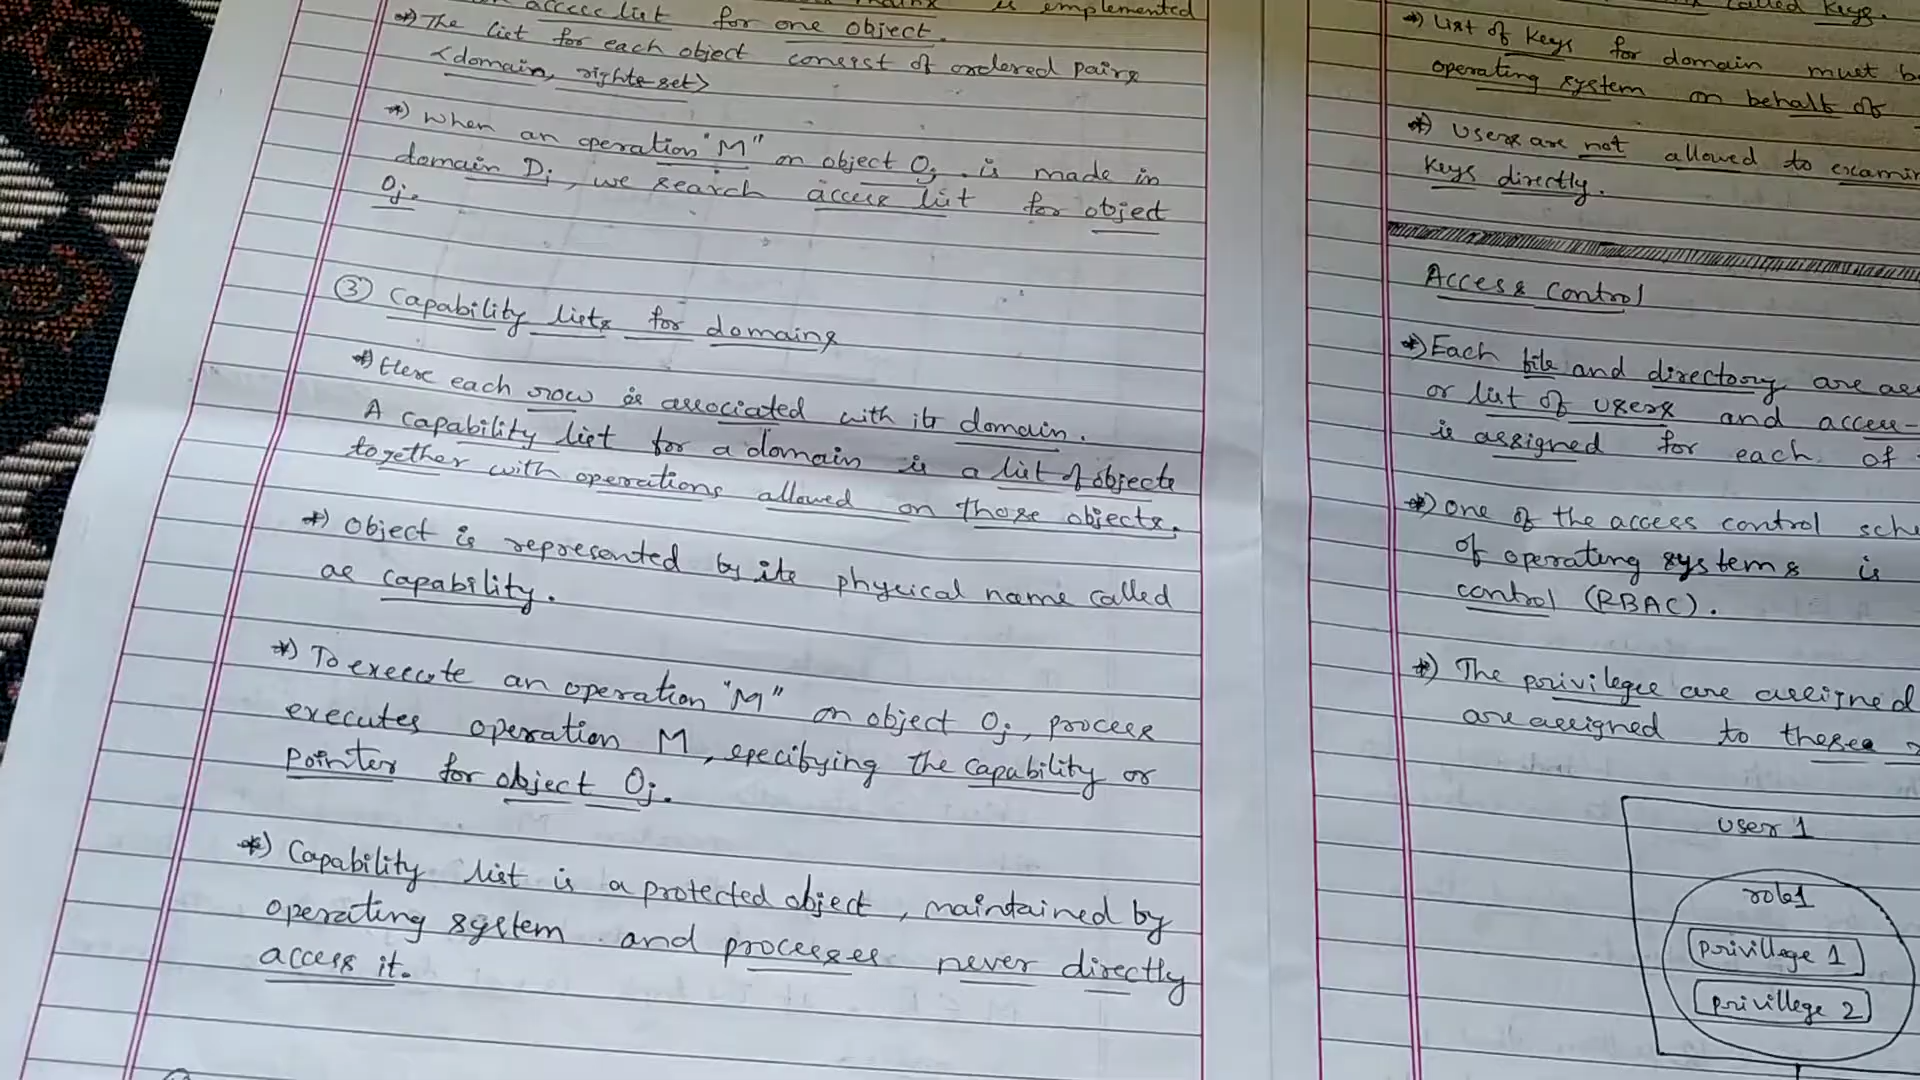 access list for one object.
is emplemented
*) The list for each object consist of ordered pairs
<domain, rights-set>
*) When an operation "M" on object Oj is made in
domain Di, we search access list for object
Oj.
③ Capability lists for domains
*) Here each row is associated with its domain.
A capability list for a domain is a list of objects
together with operations allowed on those objects.
*) Object is represented by its physical name called
as capability.
*) To execute an operation "M" on object Oj, process
executes operation M, specifying the capability or
pointer for object Oj.
*) Capability list is a protected object, maintained by
operating system and processes never directly
access it.
called keys.
*) List of keys for domain must
operating system on behalf of
*) Users are not allowed to
keys directly.
Access control
*) Each file and directory are
or list of users and access-
is assigned for each of
*) One of the access control
of operating systems is
control (RBAC).
*) The privileges are assigned
are assigned to these
user 1
role1
privillege 1
privillege 2